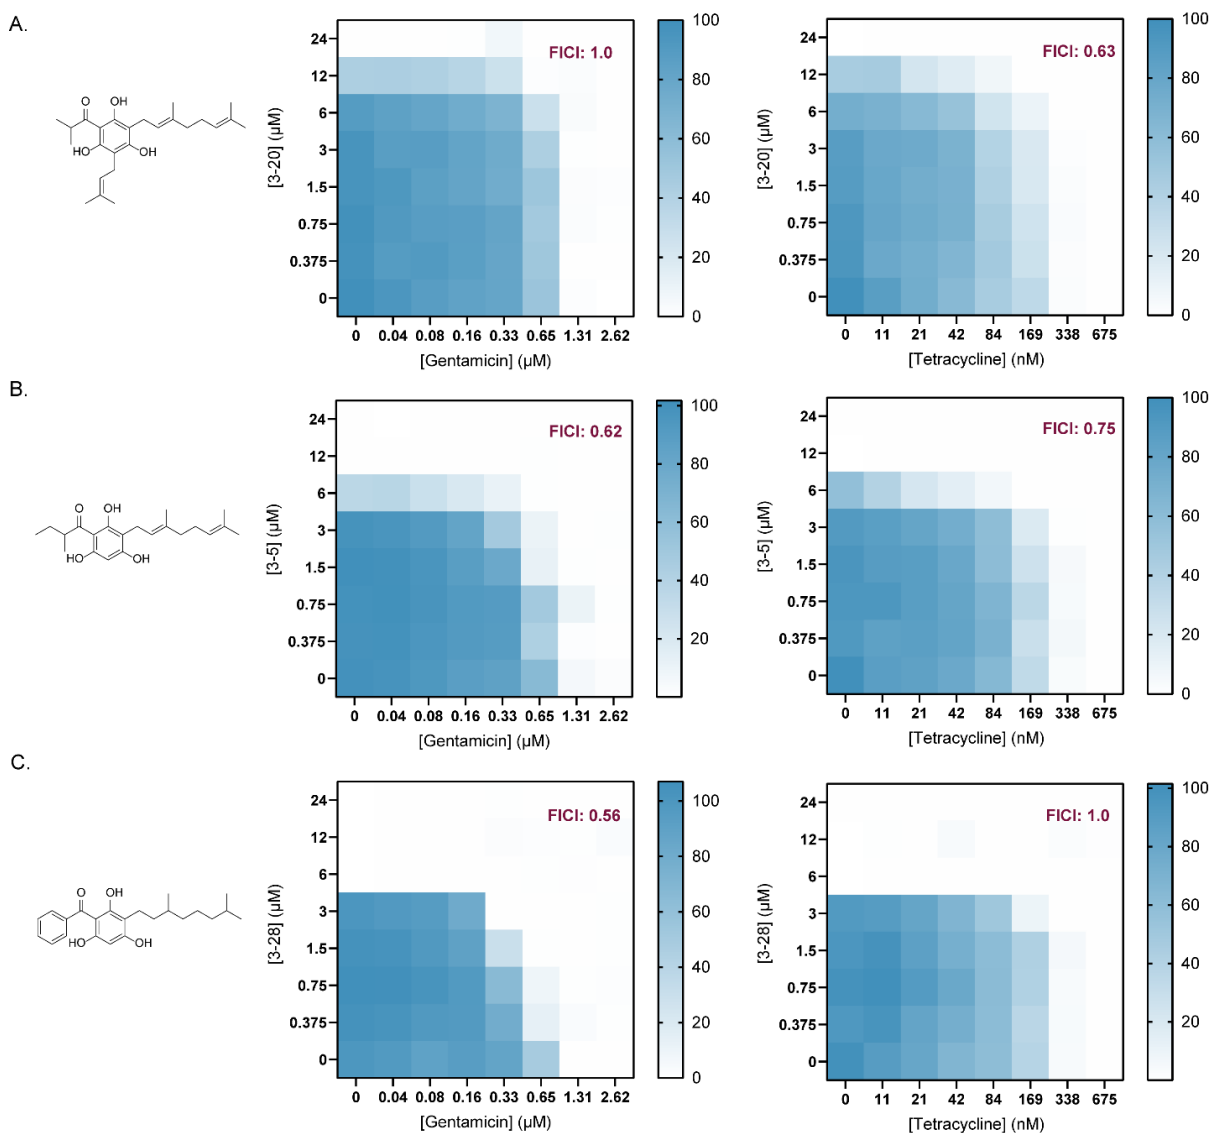 A.
O
OH
HO
OH
FICI: 1.0
[3-20] (µM)
24
12
6
3
1.5
0.75
0.375
0
0 0.04 0.08 0.16 0.33 0.65 1.31 2.62
[Gentamicin] (µM)
100
80
60
40
20
0
FICI: 0.63
[3-20] (µM)
24
12
6
3
1.5
0.75
0.375
0
0 11 21 42 84 169 338 675
[Tetracycline] (nM)
100
80
60
40
20
0
B.
O
OH
HO
OH
FICI: 0.62
[3-5] (µM)
24
12
6
3
1.5
0.75
0.375
0
0 0.04 0.08 0.16 0.33 0.65 1.31 2.62
[Gentamicin] (µM)
100
80
60
40
20
FICI: 0.75
[3-5] (µM)
24
12
6
3
1.5
0.75
0.375
0
0 11 21 42 84 169 338 675
[Tetracycline] (nM)
100
80
60
40
20
0
C.
O
OH
HO
OH
FICI: 0.56
[3-28] (µM)
24
12
6
3
1.5
0.75
0.375
0
0 0.04 0.08 0.16 0.33 0.65 1.31 2.62
[Gentamicin] (µM)
100
80
60
40
20
0
FICI: 1.0
[3-28] (µM)
24
12
6
3
1.5
0.75
0.375
0
0 11 21 42 84 169 338 675
[Tetracycline] (nM)
100
80
60
40
20